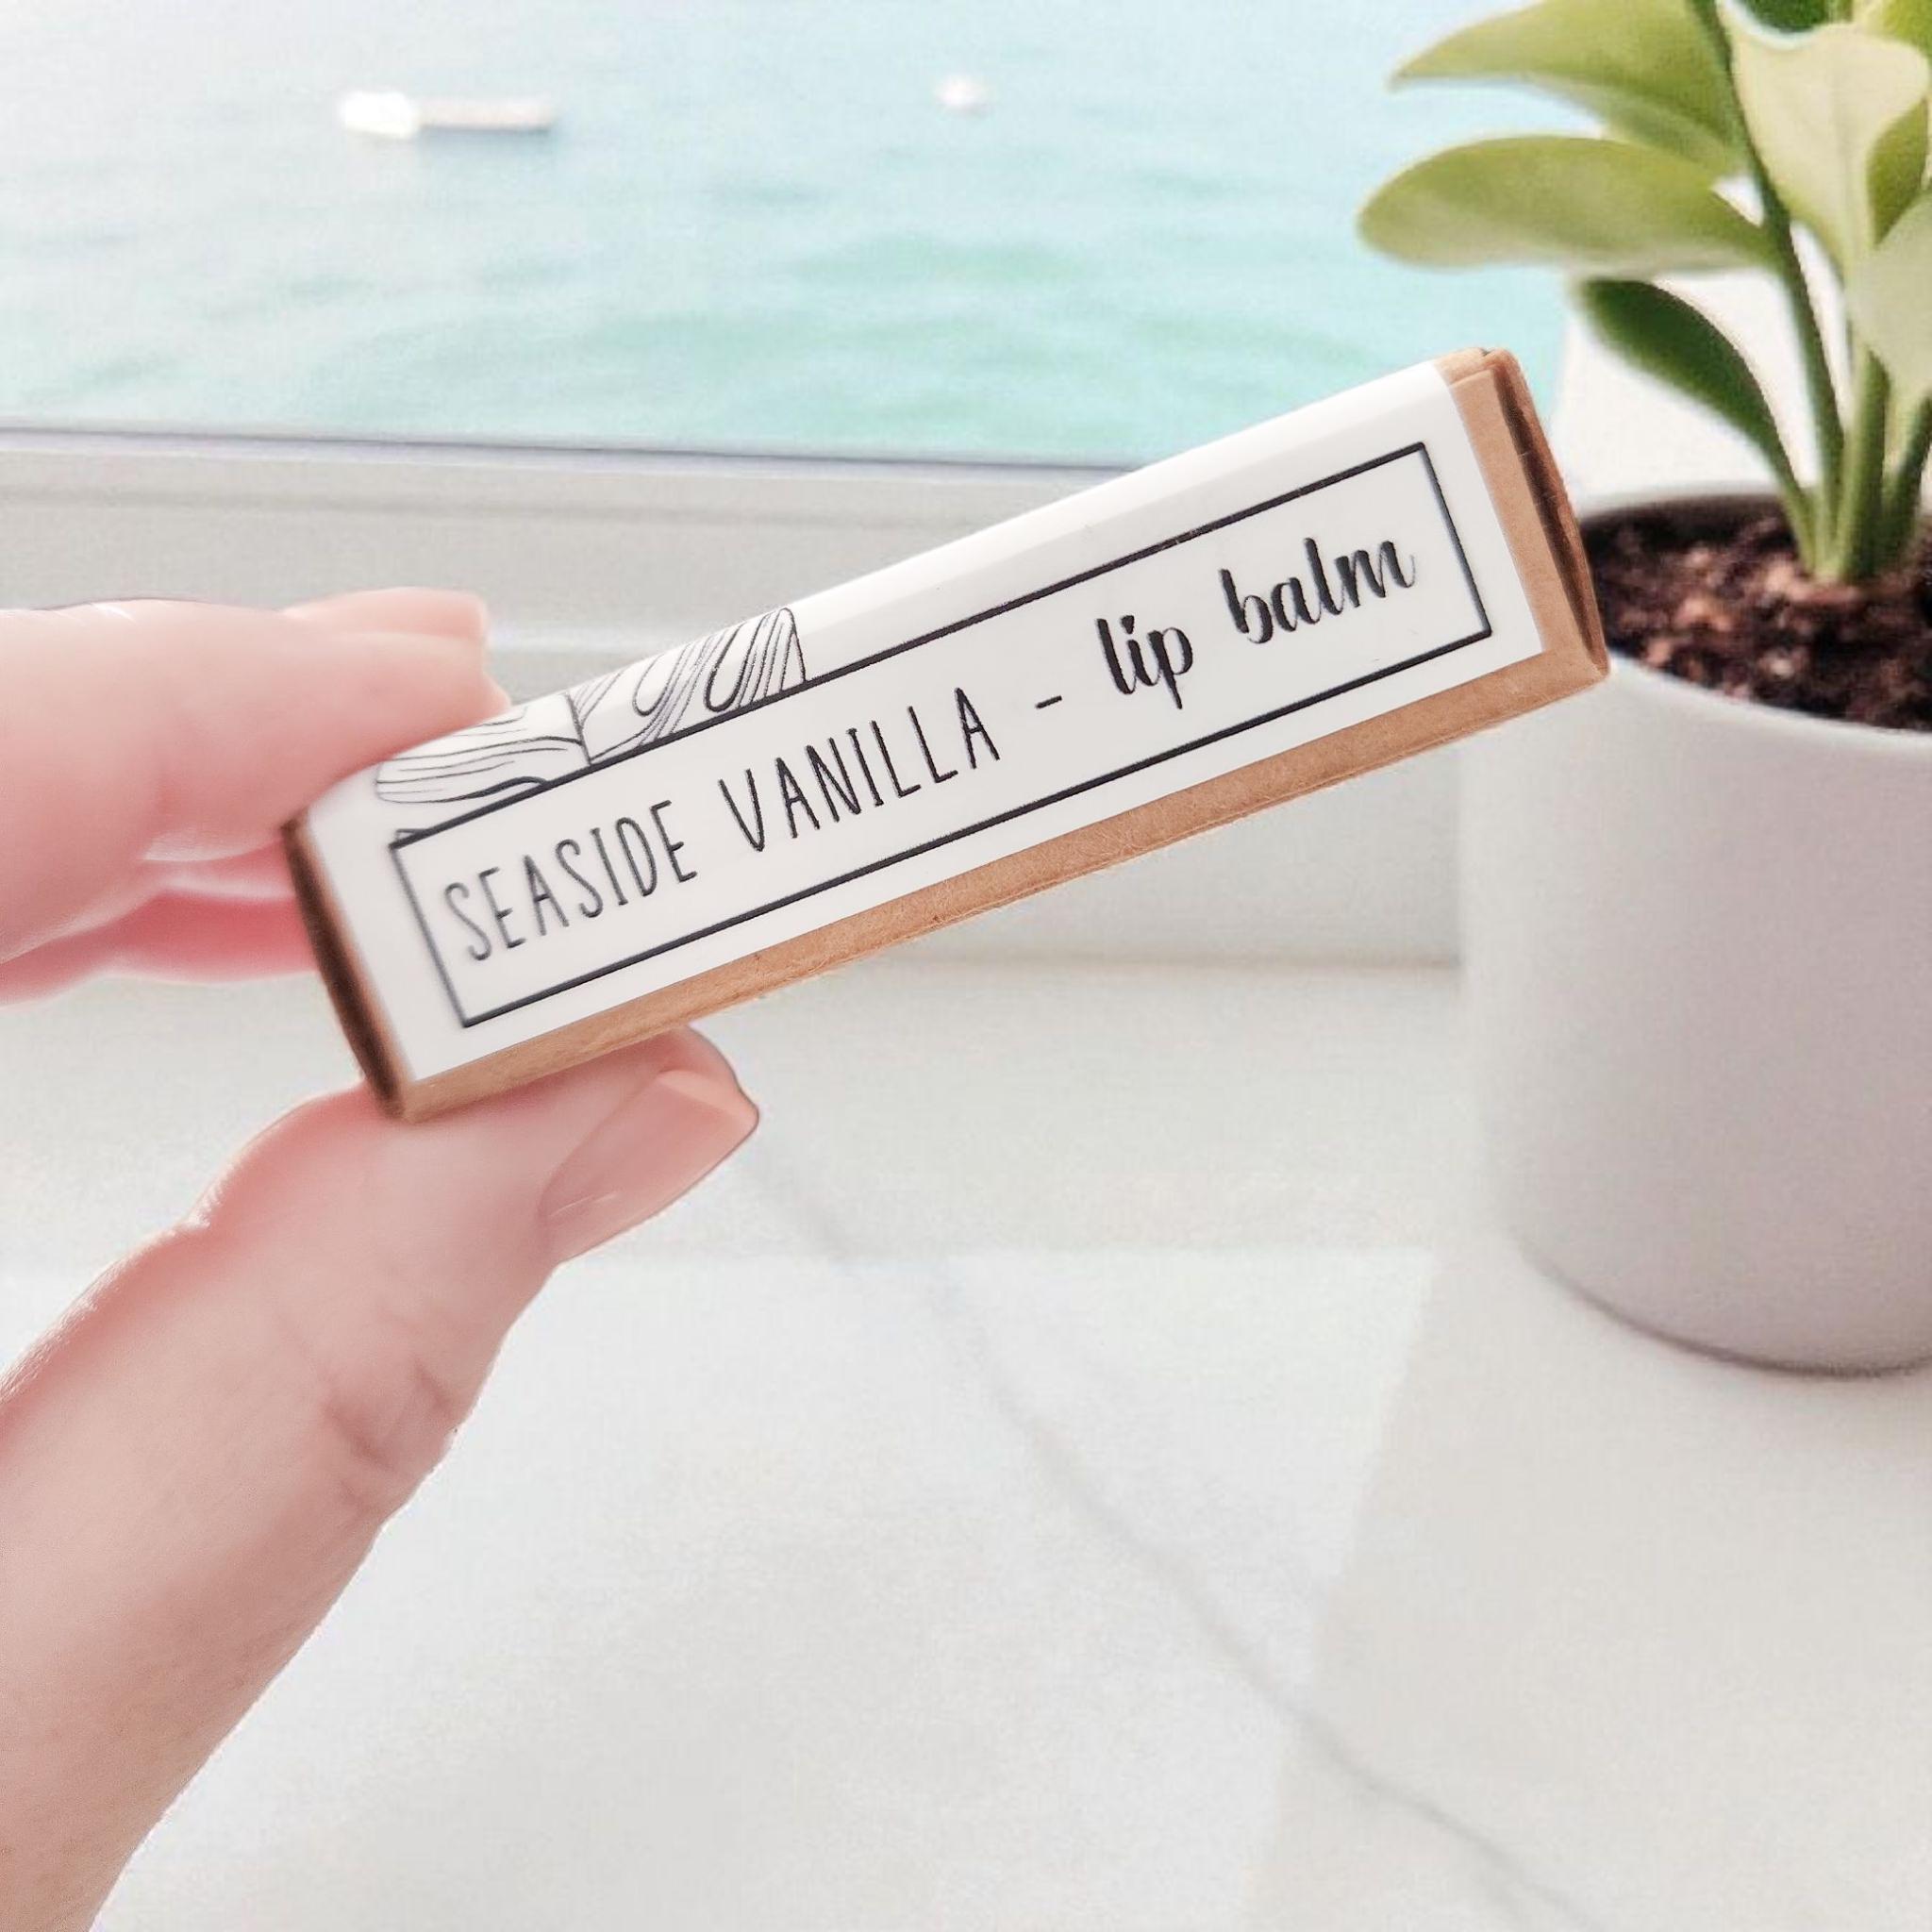 SEASIDE VANILLA - lip balm